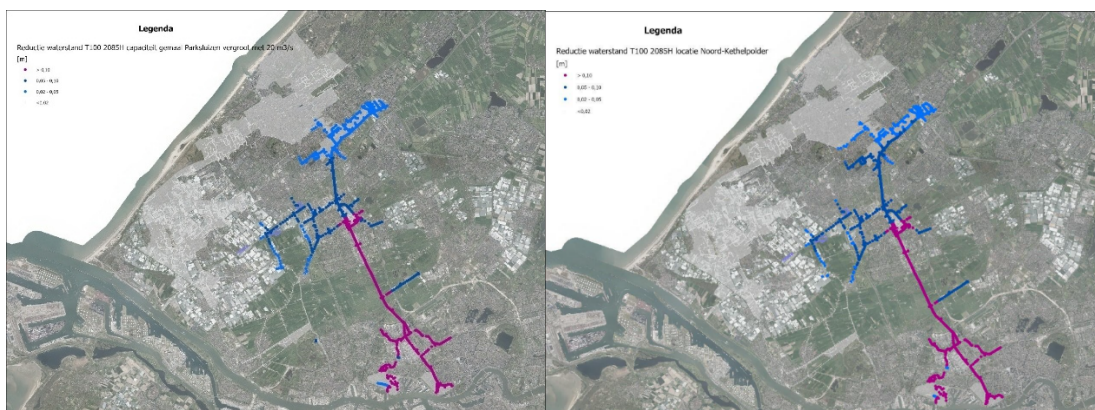 Legenda
Reductie waterstand T100 2085H capaciteit gemaal Parksluizen vergroot met 20 m3/s
[m]
> 0,10
0,05 - 0,10
0,02 - 0,05
<0,02
Legenda
Reductie waterstand T100 2085H locatie Noord-Kethelpolder
[m]
> 0,10
0,05 - 0,10
0,02 - 0,05
<0,02